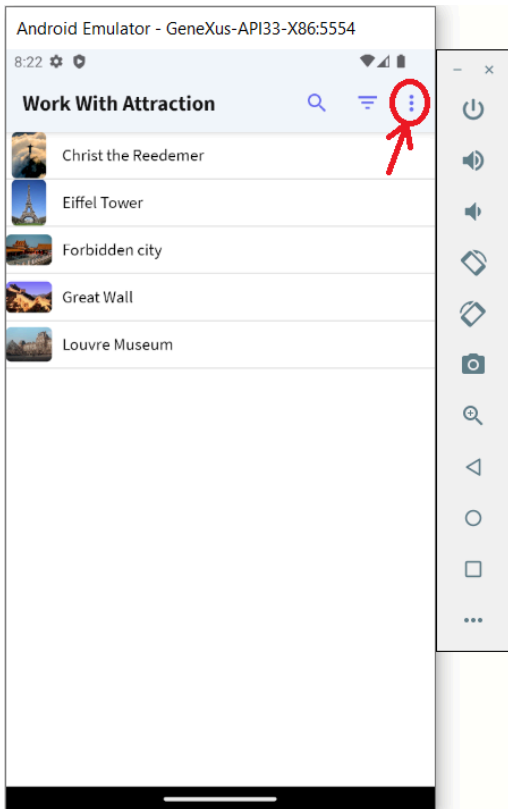 Android Emulator - GeneXus-API33-X86:5554
8:22
Work With Attraction
Christ the Reedemer
Eiffel Tower
Forbidden city
Great Wall
Louvre Museum